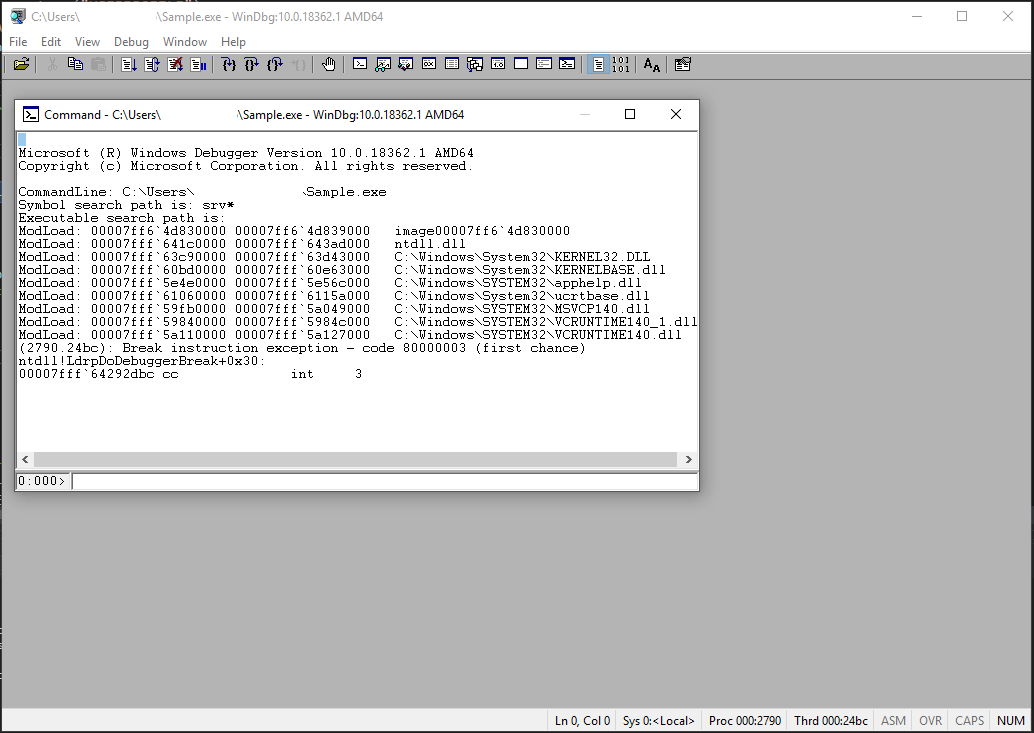 C:\Users\ \Sample.exe - WinDbg:10.0.18362.1 AMD64
File Edit View Debug Window Help
Command - C:\Users\ \Sample.exe - WinDbg:10.0.18362.1 AMD64
Microsoft (R) Windows Debugger Version 10.0.18362.1 AMD64
Copyright (c) Microsoft Corporation. All rights reserved.
CommandLine: C:\Users\ \Sample.exe
Symbol search path is: srv*
Executable search path is:
ModLoad: 00007ff6`4d830000 00007ff6`4d839000 image00007ff6`4d830000
ModLoad: 00007fff`641c0000 00007fff`643ad000 ntdll.dll
ModLoad: 00007fff`63c90000 00007fff`63d43000 C:\Windows\System32\KERNEL32.DLL
ModLoad: 00007fff`60bd0000 00007fff`60e63000 C:\Windows\System32\KERNELBASE.dll
ModLoad: 00007fff`5e4e0000 00007fff`5e56c000 C:\Windows\SYSTEM32\apphelp.dll
ModLoad: 00007fff`61060000 00007fff`6115a000 C:\Windows\System32\ucrtbase.dll
ModLoad: 00007fff`59fb0000 00007fff`5a049000 C:\Windows\SYSTEM32\MSVCP140.dll
ModLoad: 00007fff`59840000 00007fff`5984c000 C:\Windows\SYSTEM32\VCRUNTIME140_1.dll
ModLoad: 00007fff`5a110000 00007fff`5a127000 C:\Windows\SYSTEM32\VCRUNTIME140.dll
(2790.24bc): Break instruction exception - code 80000003 (first chance)
ntdll!LdrpDoDebuggerBreak+0x30:
00007fff`64292dbc cc int 3
0:000>
Ln 0, Col 0 Sys 0:<Local> Proc 000:2790 Thrd 000:24bc ASM OVR CAPS NUM